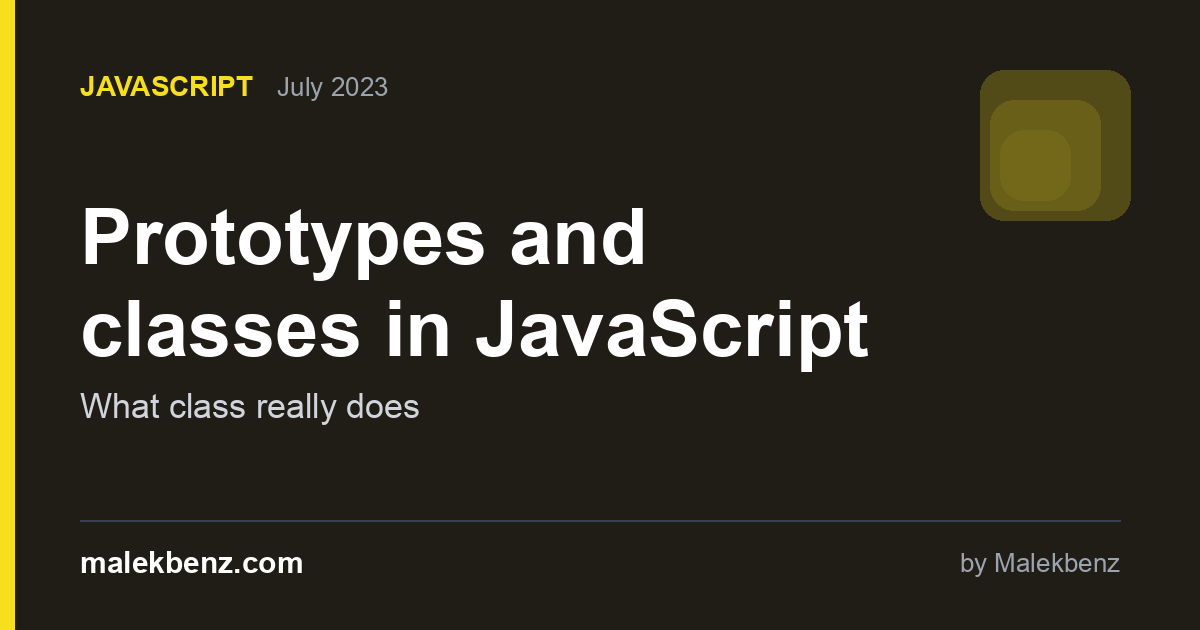 JAVASCRIPT July 2023
Prototypes and
classes in JavaScript
What class really does
malekbenz.com
by Malekbenz